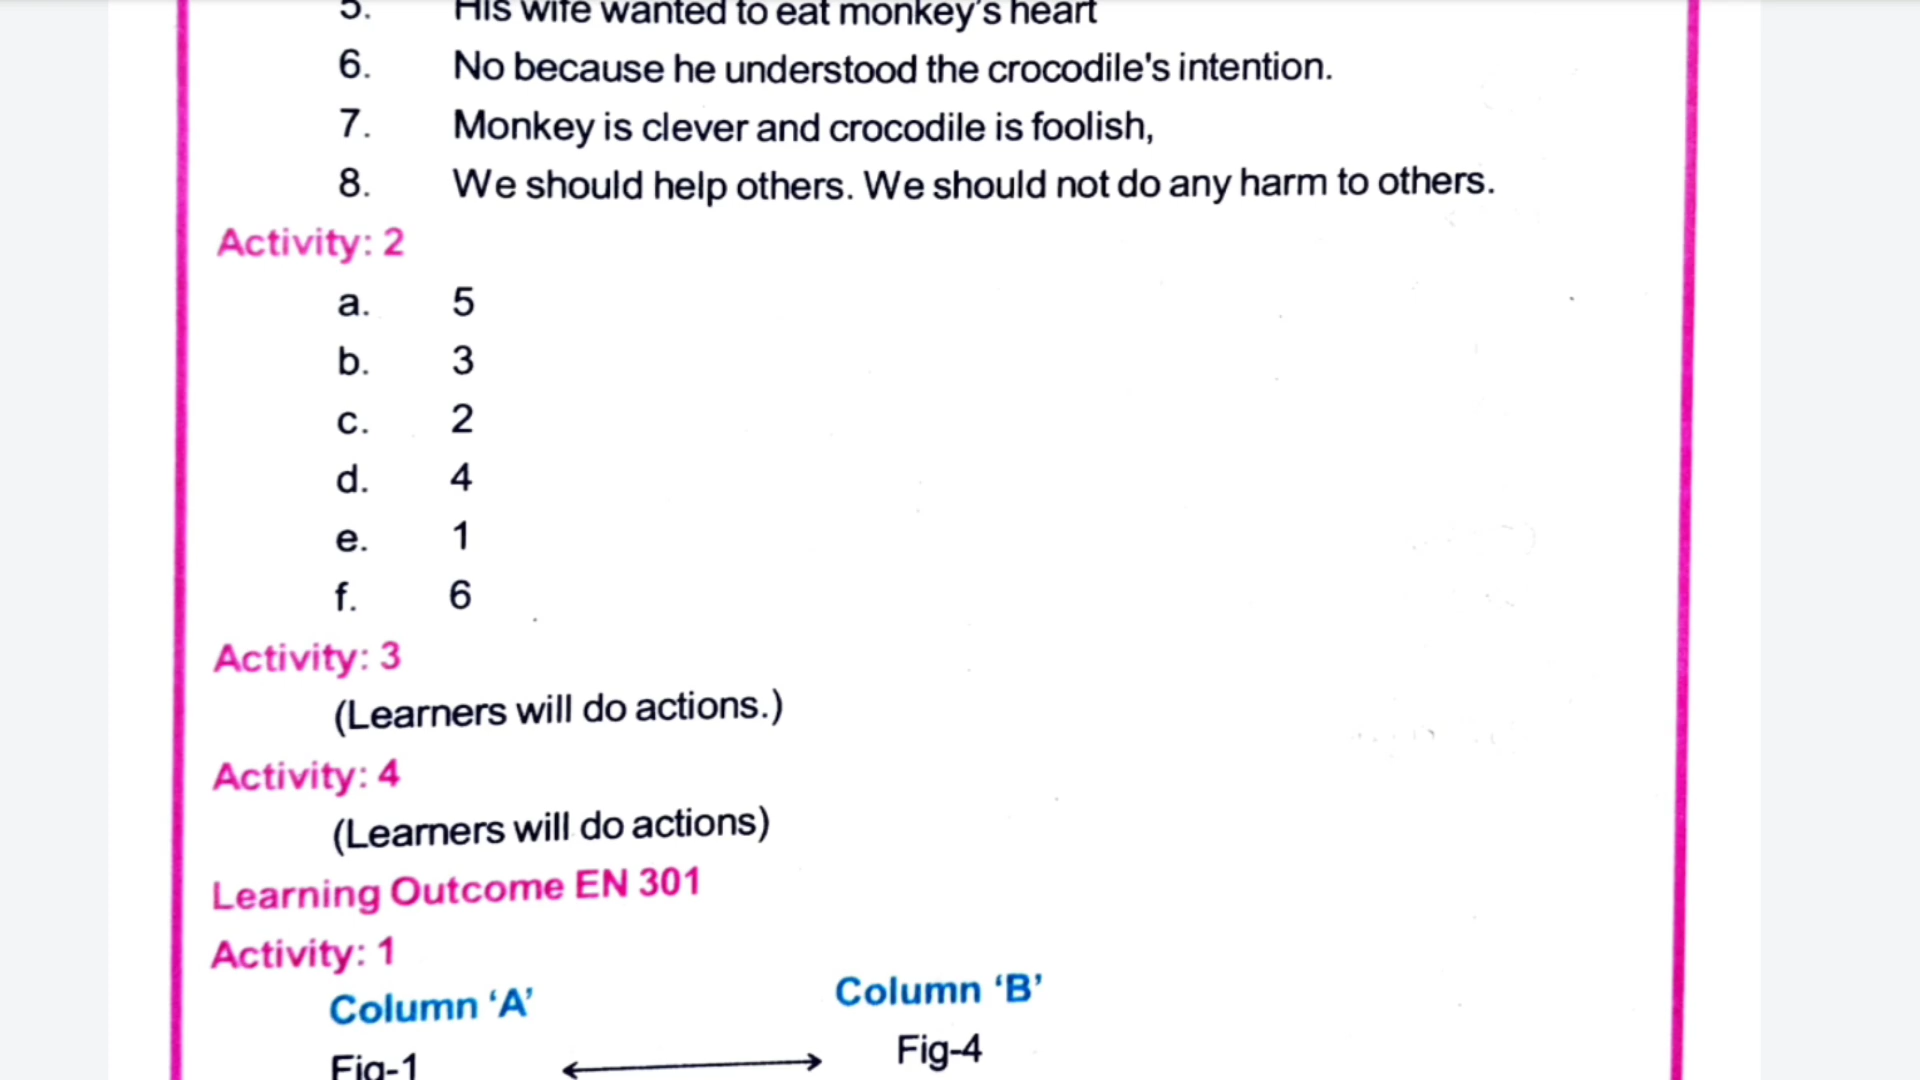 5. His wife wanted to eat monkey's heart
6. No because he understood the crocodile's intention.
7. Monkey is clever and crocodile is foolish,
8. We should help others. We should not do any harm to others.
Activity: 2
a. 5
b. 3
c. 2
d. 4
e. 1
f. 6
Activity: 3
(Learners will do actions.)
Activity: 4
(Learners will do actions)
Learning Outcome EN 301
Activity: 1
Column ‘A’ Column ‘B’
Fig-1 Fig-4